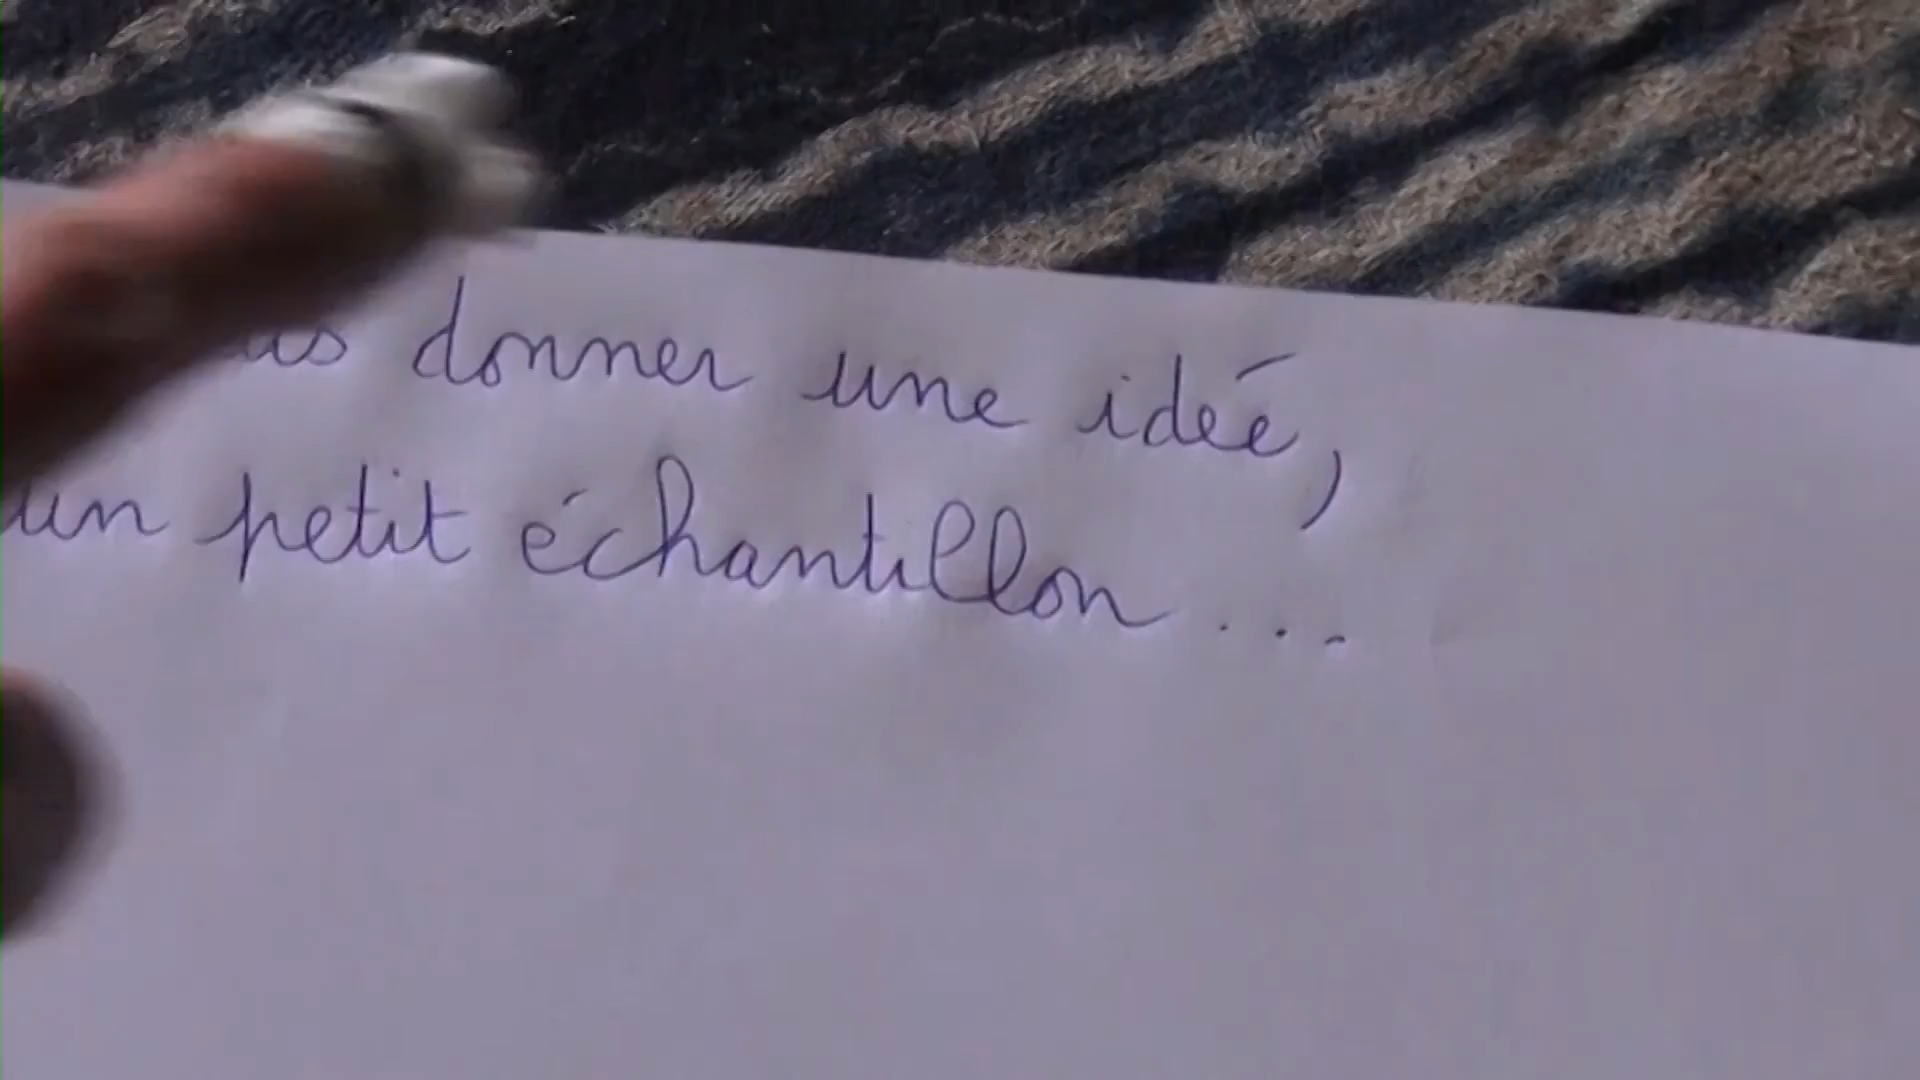 donner une idée,
un petit échantillon...